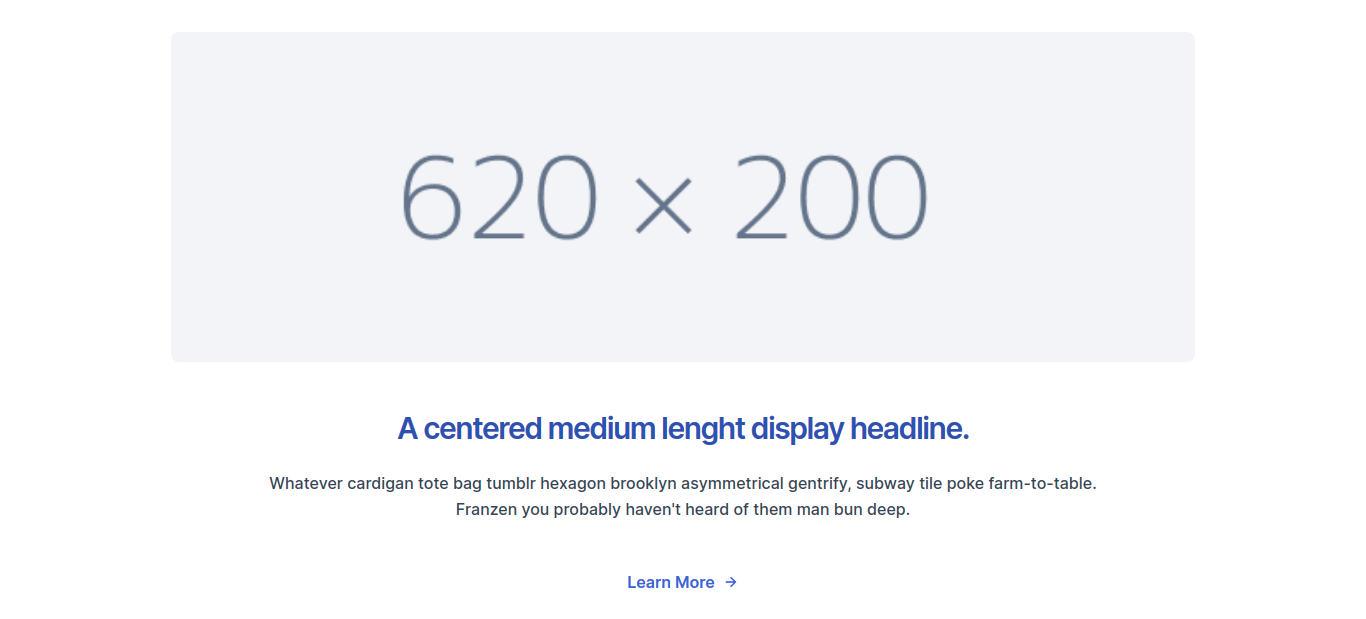 620 × 200
A centered medium lenght display headline.
Whatever cardigan tote bag tumblr hexagon brooklyn asymmetrical gentrify, subway tile poke farm-to-table.
Franzen you probably haven't heard of them man bun deep.
Learn More →